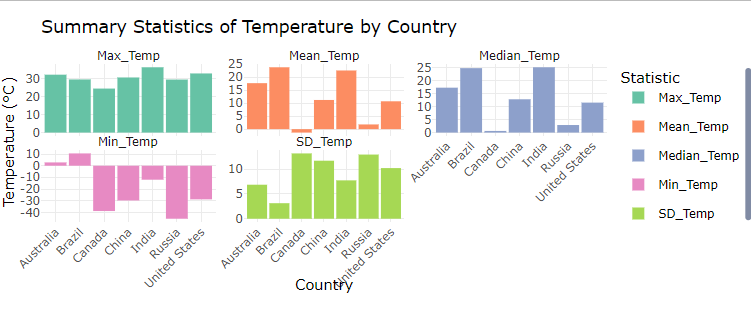 Summary Statistics of Temperature by Country
Max_Temp
Mean_Temp
Median_Temp
Temperature (°C)
30
20
10
0
25
20
15
10
5
0
25
20
15
10
5
0
Australia
Brazil
Canada
China
India
Russia
United States
Min_Temp
SD_Temp
10
0
-10
-20
-30
-40
10
5
0
Australia
Brazil
Canada
China
India
Russia
United States
Australia
Brazil
Canada
China
India
Russia
United States
Country
Statistic
Max_Temp
Mean_Temp
Median_Temp
Min_Temp
SD_Temp